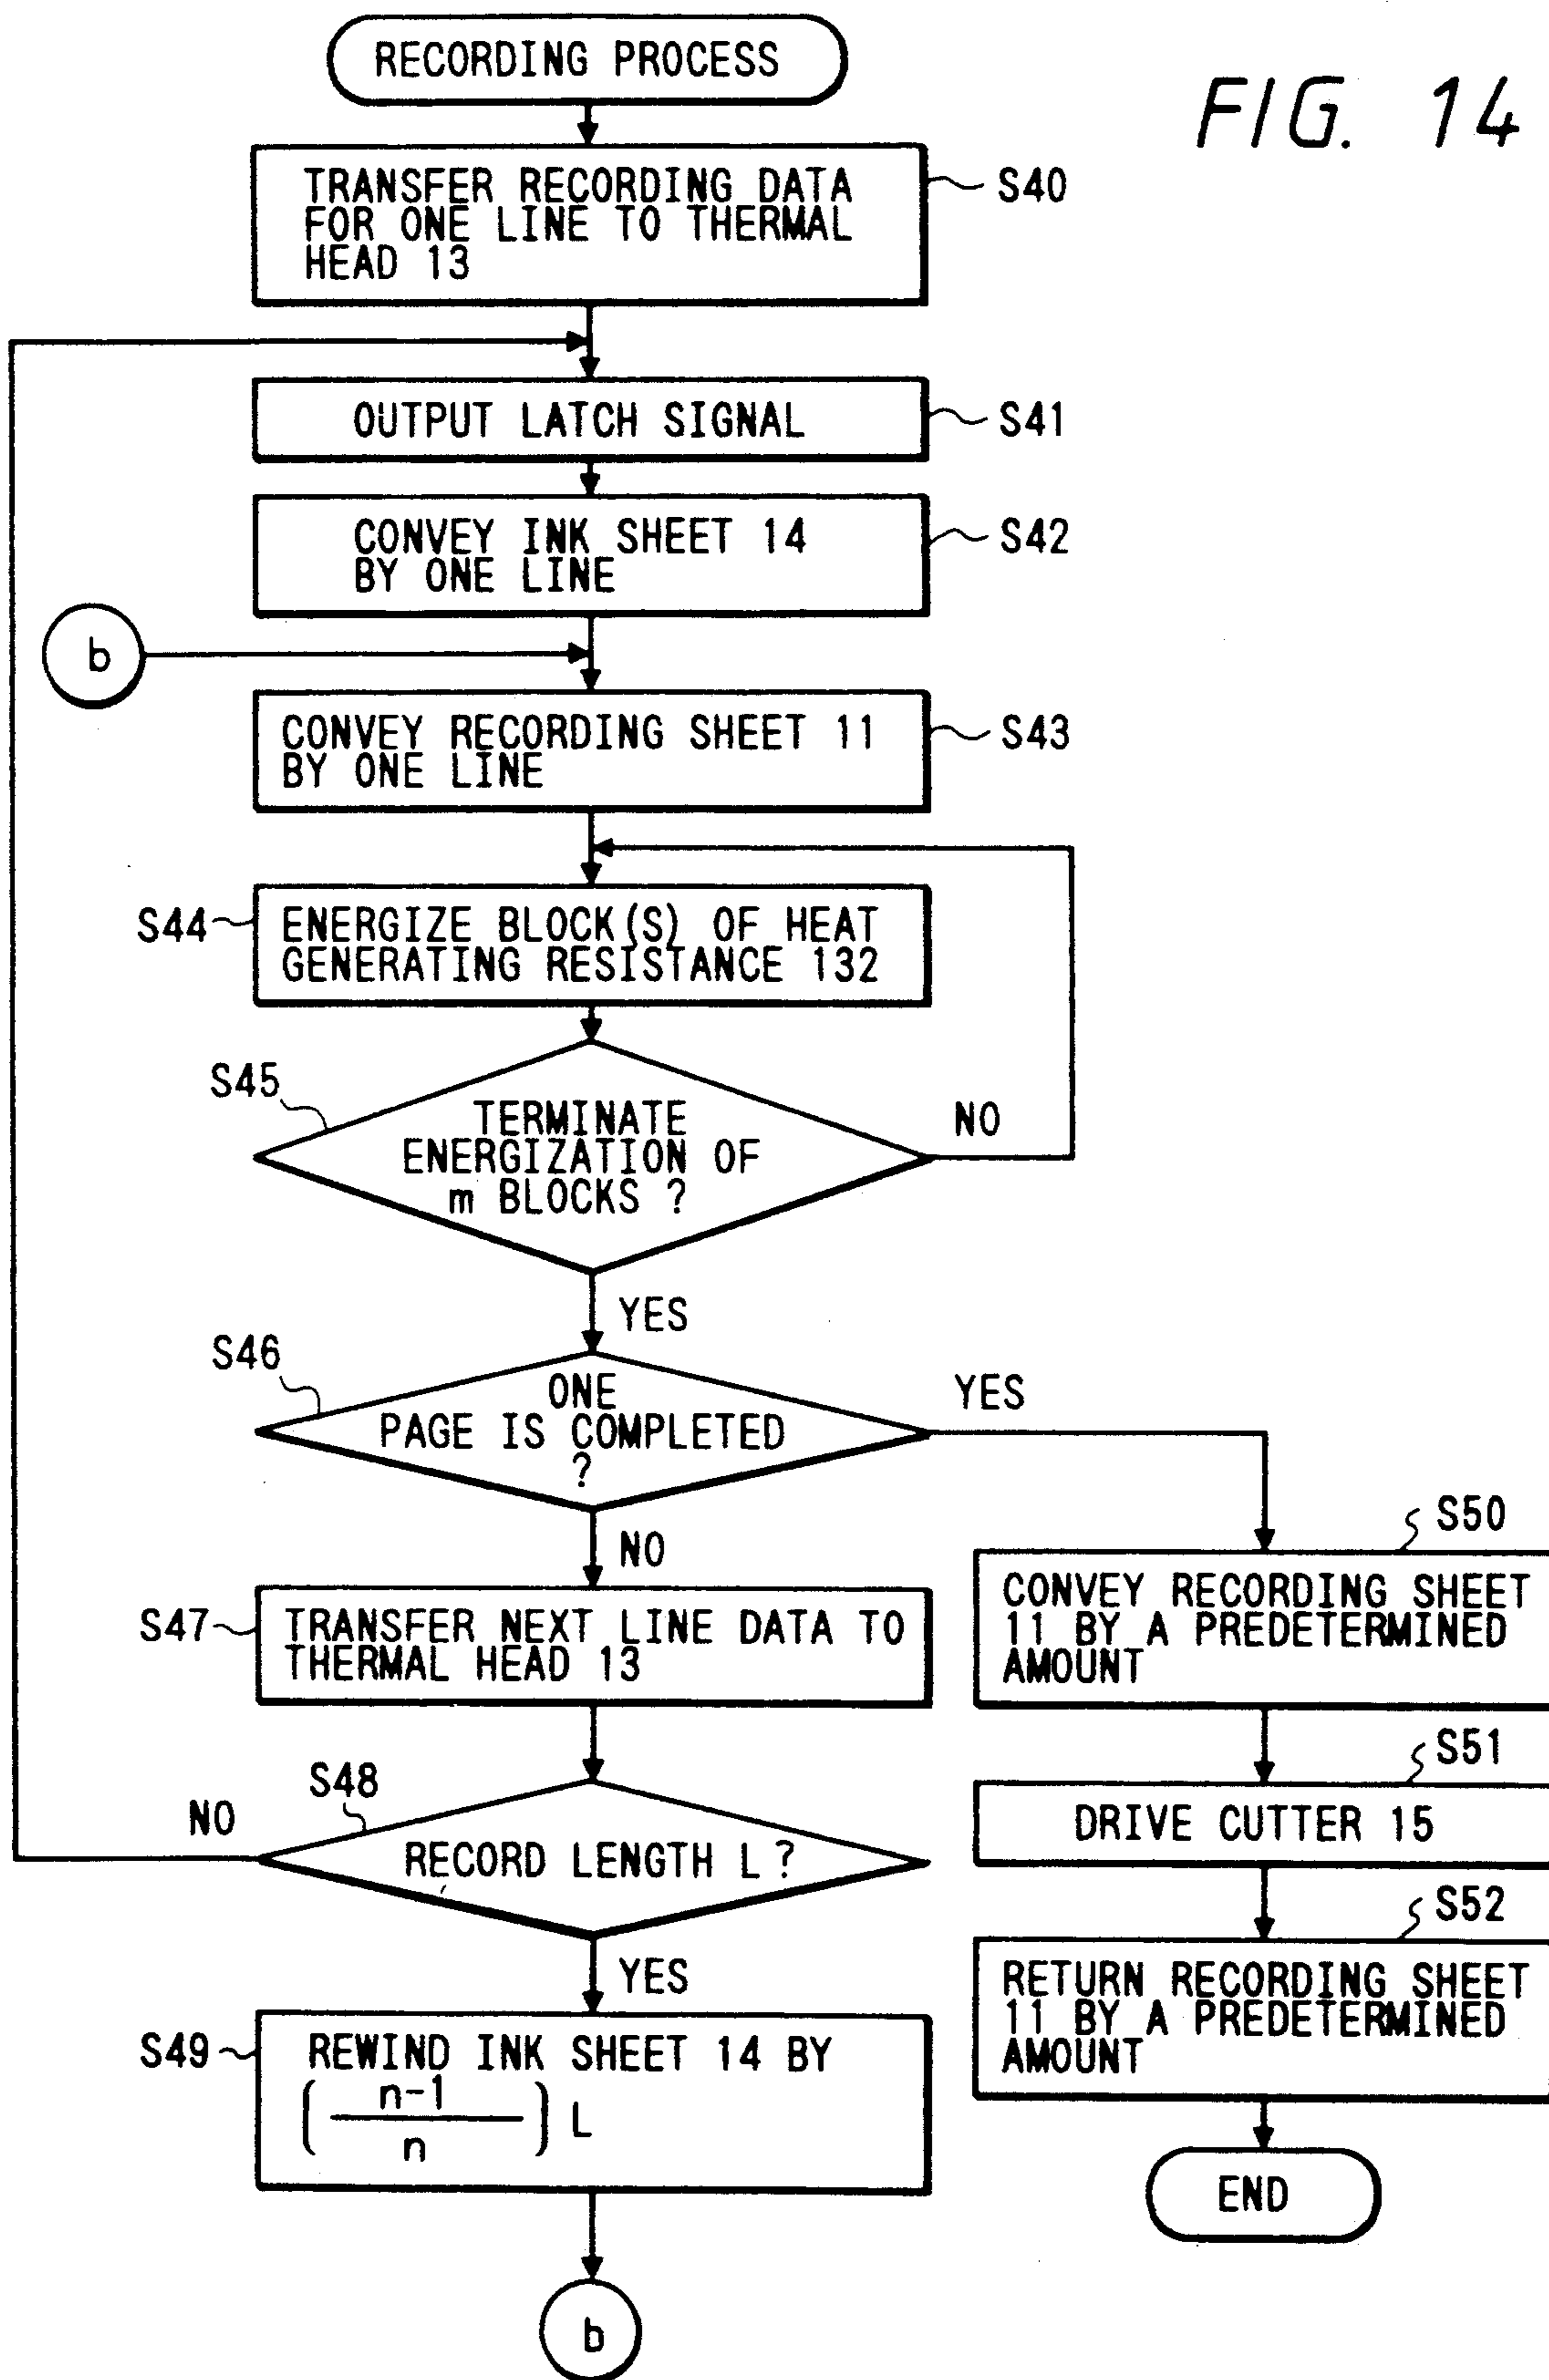 FIG. 14
RECORDING PROCESS
TRANSFER RECORDING DATA
FOR ONE LINE TO THERMAL
HEAD 13
S40
OUTPUT LATCH SIGNAL
S41
CONVEY INK SHEET 14
BY ONE LINE
S42
b
CONVEY RECORDING SHEET 11
BY ONE LINE
S43
S44
ENERGIZE BLOCK(S) OF HEAT
GENERATING RESISTANCE 132
S45
TERMINATE
ENERGIZATION OF
m BLOCKS ?
NO
YES
S46
ONE
PAGE IS COMPLETED
?
YES
NO
S47
TRANSFER NEXT LINE DATA TO
THERMAL HEAD 13
S48
RECORD LENGTH L ?
NO
YES
S49
REWIND INK SHEET 14 BY
(n-1
n) L
b
S50
CONVEY RECORDING SHEET
11 BY A PREDETERMINED
AMOUNT
S51
DRIVE CUTTER 15
S52
RETURN RECORDING SHEET
11 BY A PREDETERMINED
AMOUNT
END